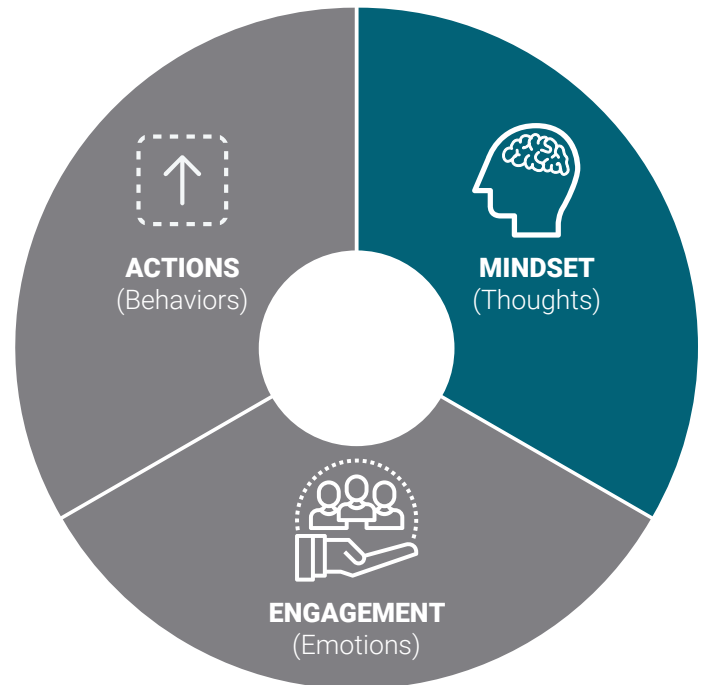 ACTIONS
(Behaviors)
MINDSET
(Thoughts)
ENGAGEMENT
(Emotions)